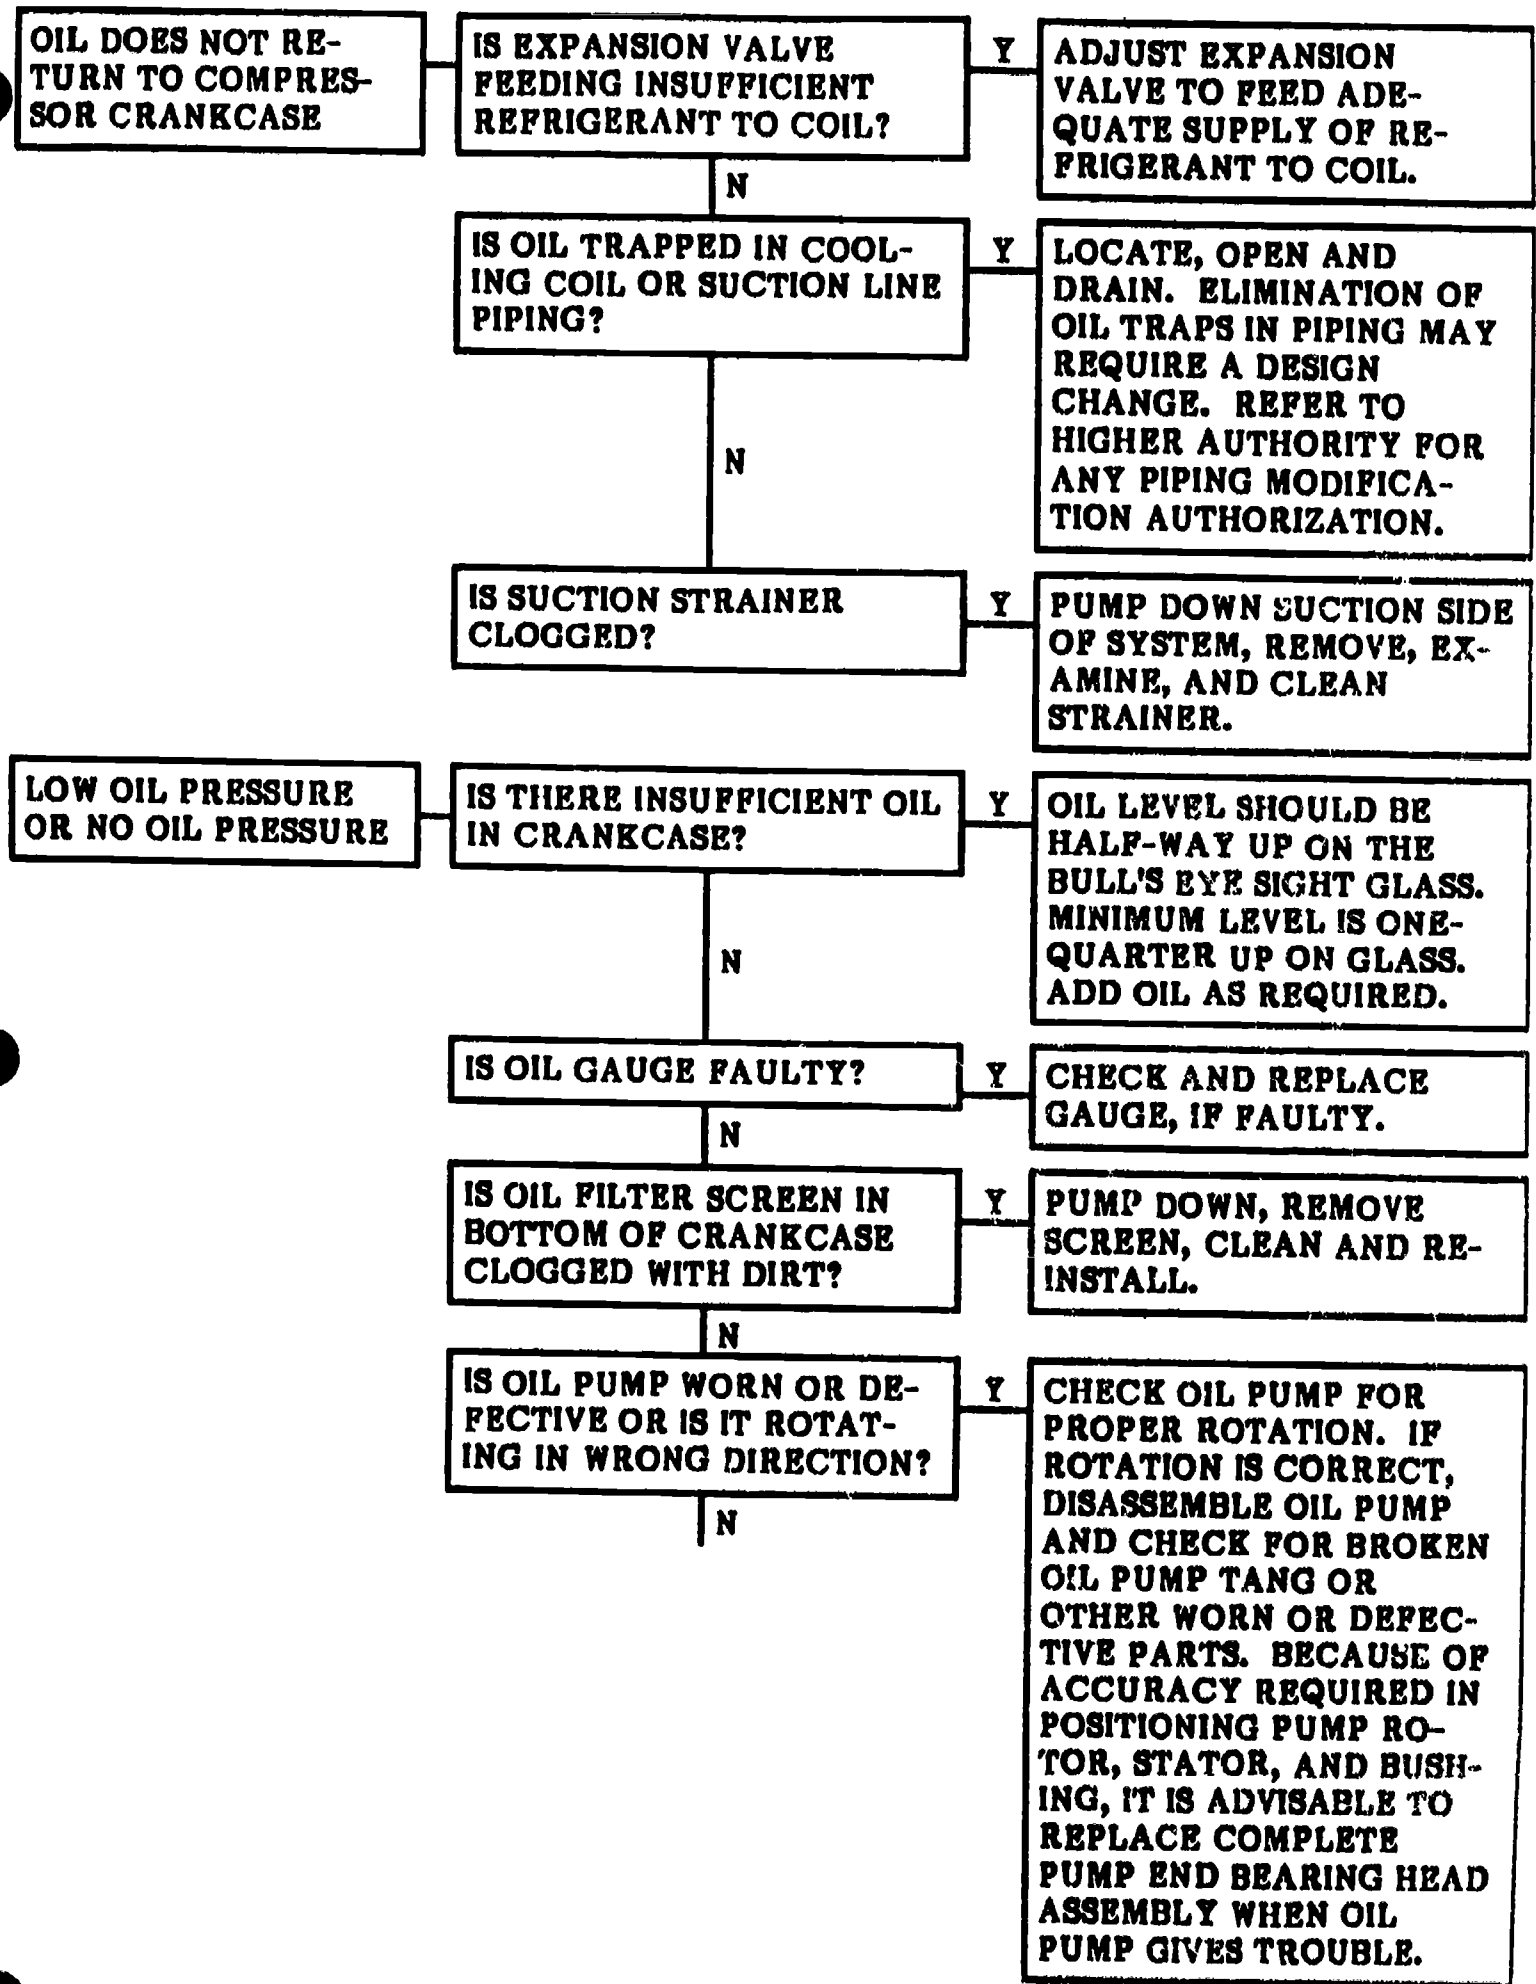 OIL DOES NOT RE-
TURN TO COMPRES-
SOR CRANKCASE
IS EXPANSION VALVE
FEEDING INSUFFICIENT
REFRIGERANT TO COIL?
Y
ADJUST EXPANSION
VALVE TO FEED ADE-
QUATE SUPPLY OF RE-
FRIGERANT TO COIL.
N
IS OIL TRAPPED IN COOL-
ING COIL OR SUCTION LINE
PIPING?
Y
LOCATE, OPEN AND
DRAIN. ELIMINATION OF
OIL TRAPS IN PIPING MAY
REQUIRE A DESIGN
CHANGE. REFER TO
HIGHER AUTHORITY FOR
ANY PIPING MODIFICA-
TION AUTHORIZATION.
N
IS SUCTION STRAINER
CLOGGED?
Y
PUMP DOWN SUCTION SIDE
OF SYSTEM, REMOVE, EX-
AMINE, AND CLEAN
STRAINER.
LOW OIL PRESSURE
OR NO OIL PRESSURE
IS THERE INSUFFICIENT OIL
IN CRANKCASE?
Y
OIL LEVEL SHOULD BE
HALF-WAY UP ON THE
BULL'S EYE SIGHT GLASS.
MINIMUM LEVEL IS ONE-
QUARTER UP ON GLASS.
ADD OIL AS REQUIRED.
N
IS OIL GAUGE FAULTY?
Y
CHECK AND REPLACE
GAUGE, IF FAULTY.
N
IS OIL FILTER SCREEN IN
BOTTOM OF CRANKCASE
CLOGGED WITH DIRT?
Y
PUMP DOWN, REMOVE
SCREEN, CLEAN AND RE-
INSTALL.
N
IS OIL PUMP WORN OR DE-
FECTIVE OR IS IT ROTAT-
ING IN WRONG DIRECTION?
Y
CHECK OIL PUMP FOR
PROPER ROTATION. IF
ROTATION IS CORRECT,
DISASSEMBLE OIL PUMP
AND CHECK FOR BROKEN
OIL PUMP TANG OR
OTHER WORN OR DEFEC-
TIVE PARTS. BECAUSE OF
ACCURACY REQUIRED IN
POSITIONING PUMP RO-
TOR, STATOR, AND BUSH-
ING, IT IS ADVISABLE TO
REPLACE COMPLETE
PUMP END BEARING HEAD
ASSEMBLY WHEN OIL
PUMP GIVES TROUBLE.
N